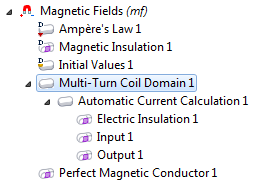 Magnetic Fields (mf)
D Ampère's Law 1
D Magnetic Insulation 1
D Initial Values 1
Multi-Turn Coil Domain 1
Automatic Current Calculation 1
Electric Insulation 1
Input 1
Output 1
Perfect Magnetic Conductor 1